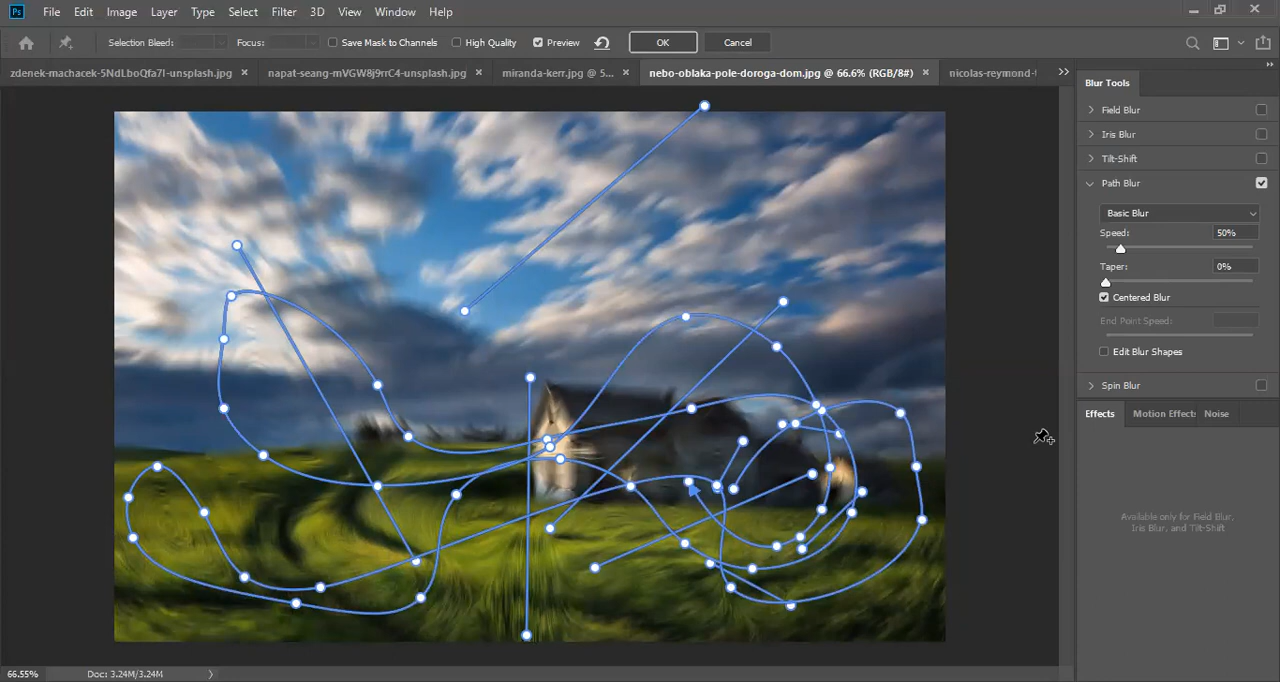 Ps File Edit Image Layer Type Select Filter 3D View Window Help
Selection Bleed: Focus: Save Mask to Channels High Quality Preview OK Cancel
zdenek-machacek-5NdLboQfa7I-unsplash.jpg × napat-seang-mVGW8j9rrC4-unsplash.jpg × miranda-kerr.jpg @ 5... × nebo-oblaka-pole-doroga-dom.jpg @ 66.6% (RGB/8#) × nicolas-reymond-
Blur Tools
Field Blur
Iris Blur
Tilt-Shift
Path Blur
Basic Blur
Speed: 50%
Taper: 0%
Centered Blur
End Point Speed:
Edit Blur Shapes
Spin Blur
Effects Motion Effects Noise
Available only for Field Blur,
Iris Blur, and Tilt-Shift
66.55% Doc: 3.24M/3.24M